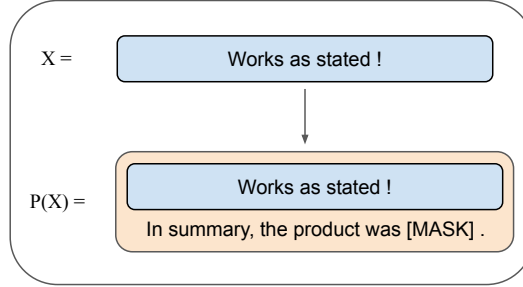 X = Works as stated !
P(X) = Works as stated !
In summary, the product was [MASK] .